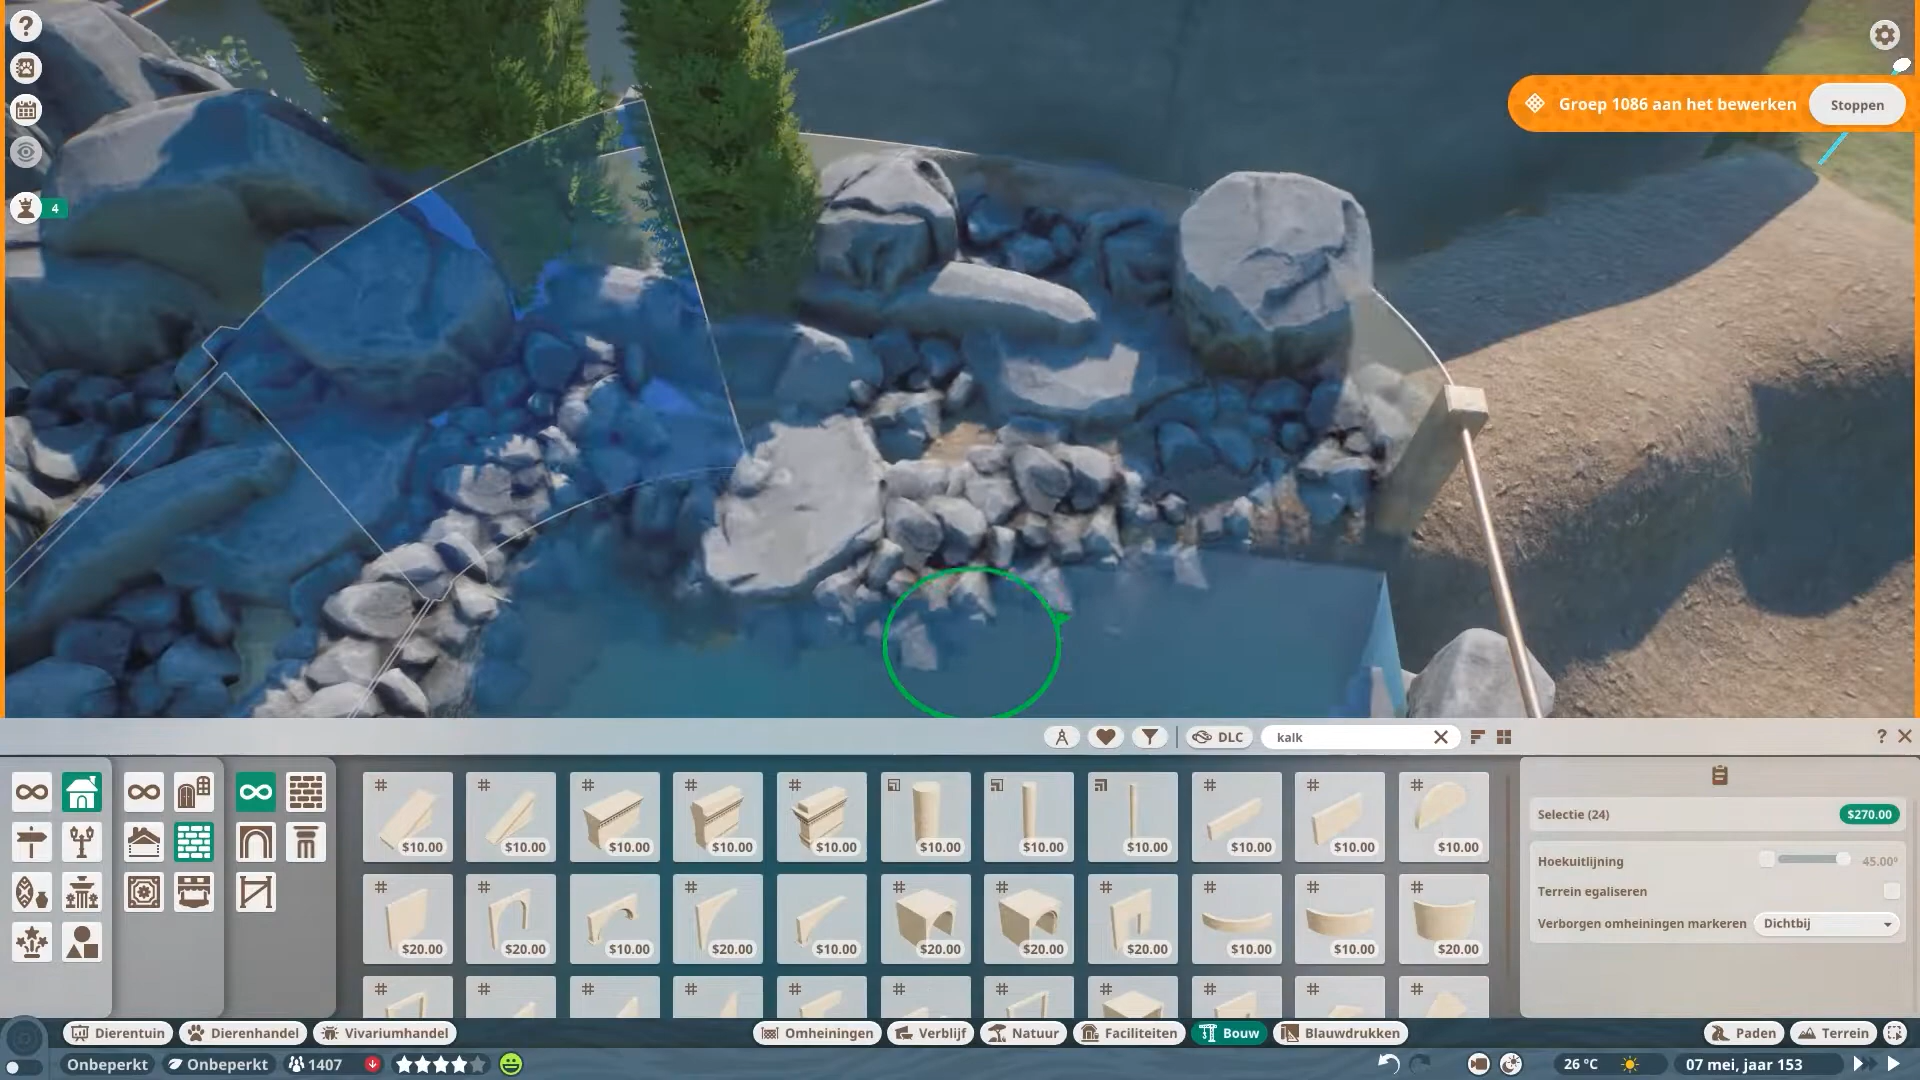 ?
4
Groep 1086 aan het bewerken
Stoppen
DLC
kalk
?
$10.00 $10.00 $10.00 $10.00 $10.00 $10.00 $10.00 $10.00 $10.00 $10.00 $10.00
$20.00 $20.00 $10.00 $20.00 $10.00 $20.00 $20.00 $20.00 $10.00 $10.00 $20.00
Selectie (24) $270.00
Hoekuitlijning 45.00°
Terrein egaliseren
Verborgen omheiningen markeren Dichtbij
Dierentuin Dierenhandel Vivariumhandel Omheiningen Verblijf Natuur Faciliteiten Bouw Blauwdrukken Paden Terrein
Onbeperkt Onbeperkt 1407 26 °C 07 mei, jaar 153